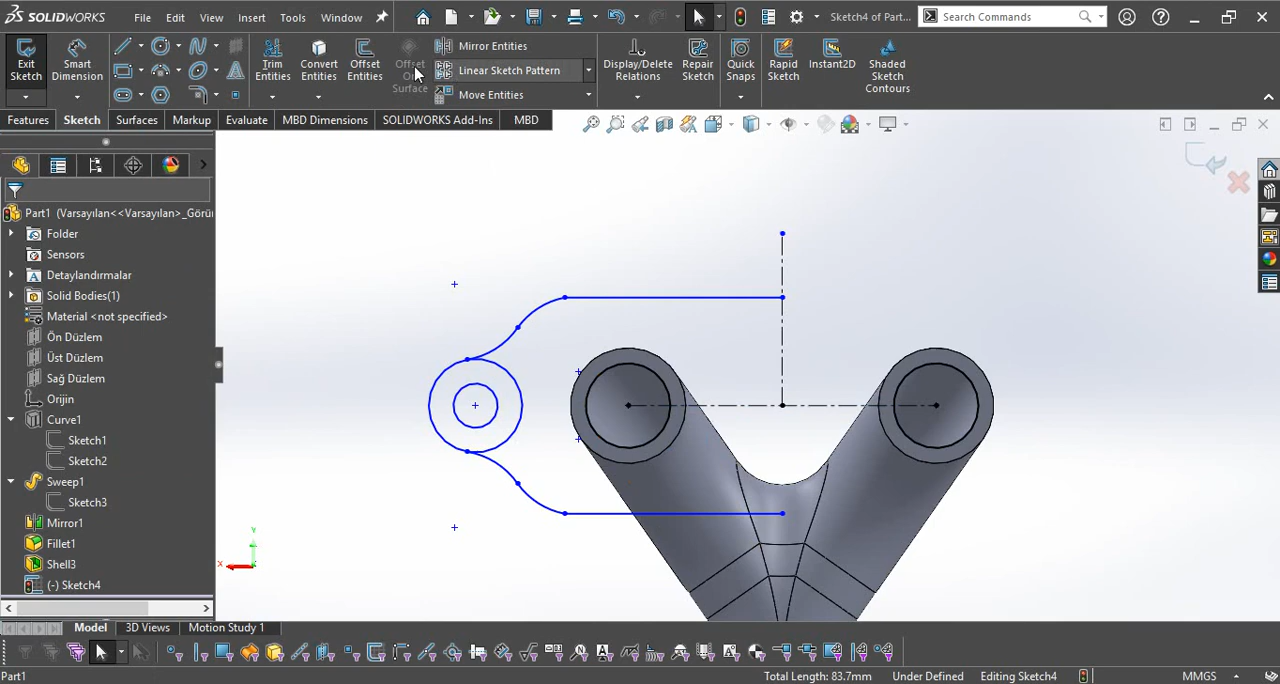 SOLIDWORKS
File
Edit
View
Insert
Tools
Window
Sketch4 of Part...
Search Commands
Exit Sketch
Smart Dimension
Trim Entities
Convert Entities
Offset Entities
Offset On Surface
Mirror Entities
Linear Sketch Pattern
Move Entities
Display/Delete Relations
Repair Sketch
Quick Snaps
Rapid Sketch
Instant2D
Shaded Sketch Contours
Features
Sketch
Surfaces
Markup
Evaluate
MBD Dimensions
SOLIDWORKS Add-Ins
MBD
Part1 (Varsayılan<<Varsayılan>_Görün
Folder
Sensors
Detaylandırmalar
Solid Bodies(1)
Material <not specified>
Ön Düzlem
Üst Düzlem
Sağ Düzlem
Orijin
Curve1
Sketch1
Sketch2
Sweep1
Sketch3
Mirror1
Fillet1
Shell3
(-) Sketch4
Y
X
Model
3D Views
Motion Study 1
Part1
Total Length: 83.7mm
Under Defined
Editing Sketch4
MMGS